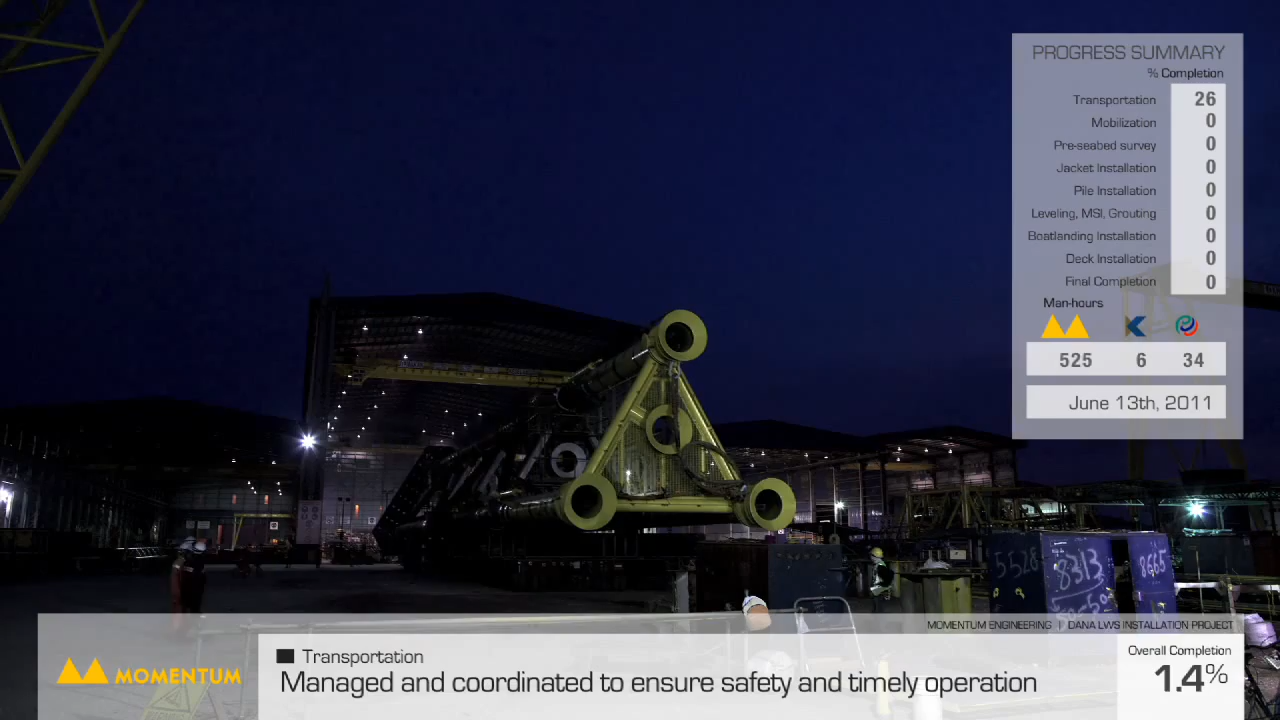 PROGRESS SUMMARY
% Completion
Transportation 26
Mobilization 0
Pre-seabed survey 0
Jacket Installation 0
Pile Installation 0
Leveling, MSI, Grouting 0
Boatlanding Installation 0
Deck Installation 0
Final Completion 0
Man-hours
525 6 34
June 13th, 2011
5528 8313 8665
MOMENTUM ENGINEERING | DANA LWS INSTALLATION PROJECT
MOMENTUM
Transportation
Managed and coordinated to ensure safety and timely operation
Overall Completion
1.4%